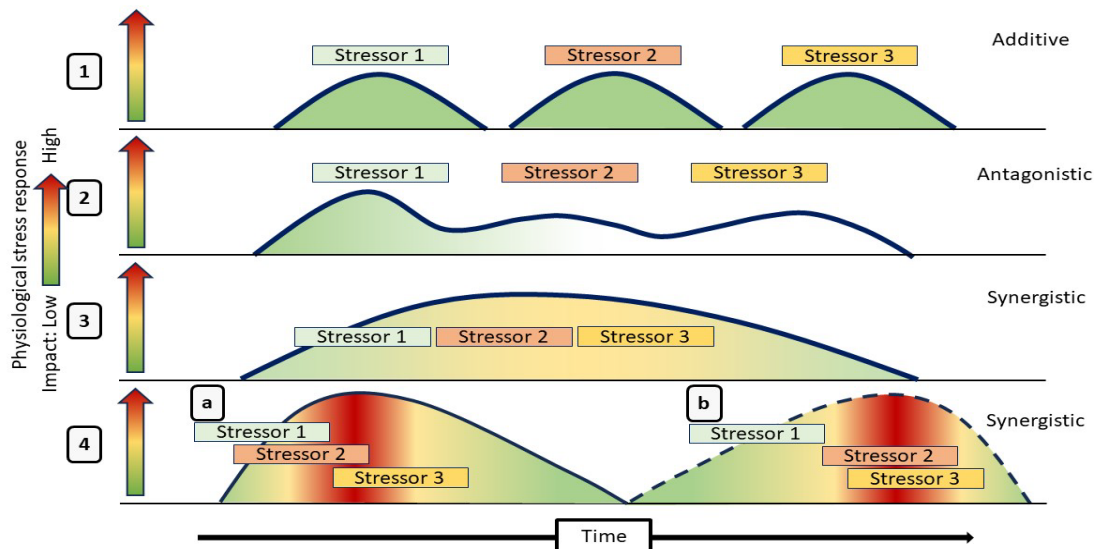 Physiological stress response
Impact: Low
High
1
Stressor 1
Stressor 2
Stressor 3
Additive
2
Stressor 1
Stressor 2
Stressor 3
Antagonistic
3
Stressor 1
Stressor 2
Stressor 3
Synergistic
4
a
Stressor 1
Stressor 2
Stressor 3
b
Stressor 1
Stressor 2
Stressor 3
Synergistic
Time